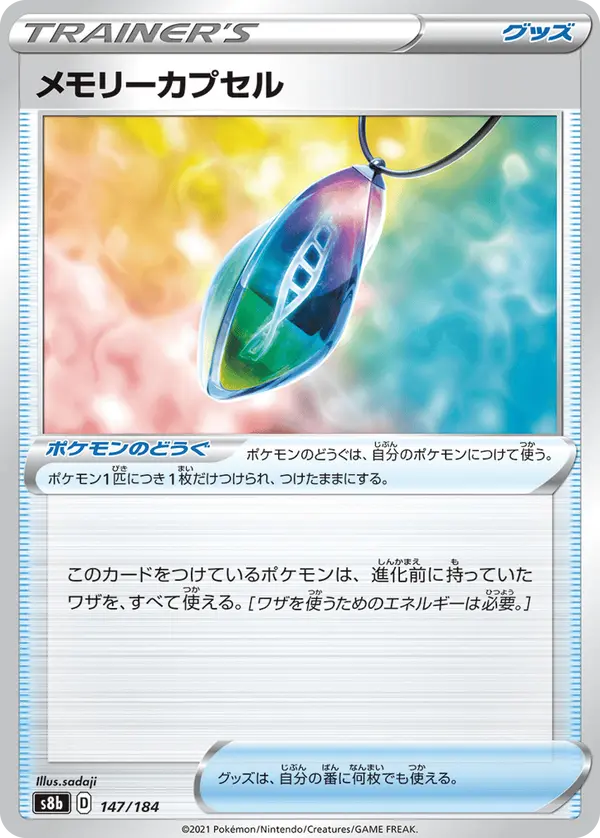 TRAINER'S グッズ
メモリーカプセル
ポケモンのどうぐ ポケモンのどうぐは、自分のポケモンにつけて使う。
ポケモン1匹につき1枚だけつけられ、つけたままにする。
このカードをつけているポケモンは、進化前に持っていた
ワザを、すべて使える。[ワザを使うためのエネルギーは必要。]
グッズは、自分の番に何枚でも使える。
Illus.sadaji
s8b D 147/184
©2021 Pokémon/Nintendo/Creatures/GAME FREAK.